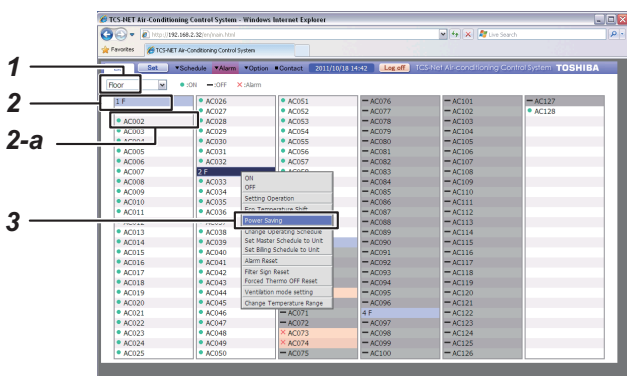 TCS-NET Air-Conditioning Control System - Windows Internet Explorer
http://192.168.2.32/en/main.html
Live Search
Favorites
TCS-NET Air-Conditioning Control System
Set
▼Schedule
▼Alarm
▼Option
■Contact
2011/10/18 14:42
Log off
TCS-Net Air-conditioning Control System TOSHIBA
1
Floor
●:ON
—:OFF
×:Alarm
2
2-a
3
1 F
AC002
AC003
AC005
AC006
AC007
AC008
AC009
AC010
AC011
AC013
AC014
AC015
AC016
AC017
AC018
AC019
AC020
AC021
AC022
AC023
AC024
AC025
AC026
AC027
AC028
AC029
AC030
AC031
AC032
2 F
AC033
AC034
AC035
AC036
AC038
AC039
AC040
AC041
AC042
AC043
AC044
AC045
AC046
AC047
AC048
AC049
AC050
AC051
AC052
AC053
AC054
AC055
AC056
AC057
ON
OFF
Setting Operation
Eco Temperature Shift
Power Saving
Change Operating Schedule
Set Master Schedule to Unit
Set Biling Schedule to Unit
Alarm Reset
Filter Sign Reset
Forced Thermo OFF Reset
Ventilation mode setting
Change Temperature Range
AC071
AC072
AC073
AC074
AC075
AC076
AC077
AC078
AC079
AC080
AC081
AC082
AC083
AC084
AC085
AC086
AC087
AC088
AC089
AC090
AC091
AC092
AC093
AC094
AC095
AC096
4 F
AC097
AC098
AC099
AC100
AC101
AC102
AC103
AC104
AC105
AC106
AC107
AC108
AC109
AC110
AC111
AC112
AC113
AC114
AC115
AC116
AC117
AC118
AC119
AC120
AC121
AC122
AC123
AC124
AC125
AC126
AC127
AC128